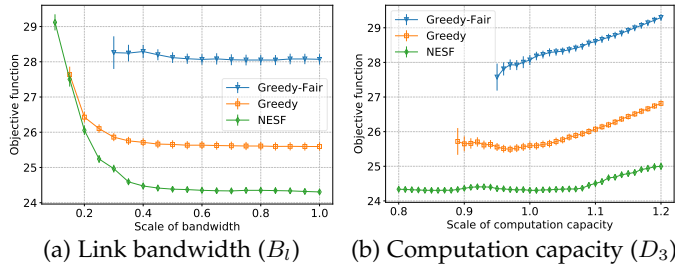 Objective function
29
28
27
26
25
24
Greedy-Fair
Greedy
NESF
0.2 0.4 0.6 0.8 1.0
Scale of bandwidth
(a) Link bandwidth (B_l)
Objective function
29
28
27
26
25
24
Greedy-Fair
Greedy
NESF
0.8 0.9 1.0 1.1 1.2
Scale of computation capacity
(b) Computation capacity (D_3)